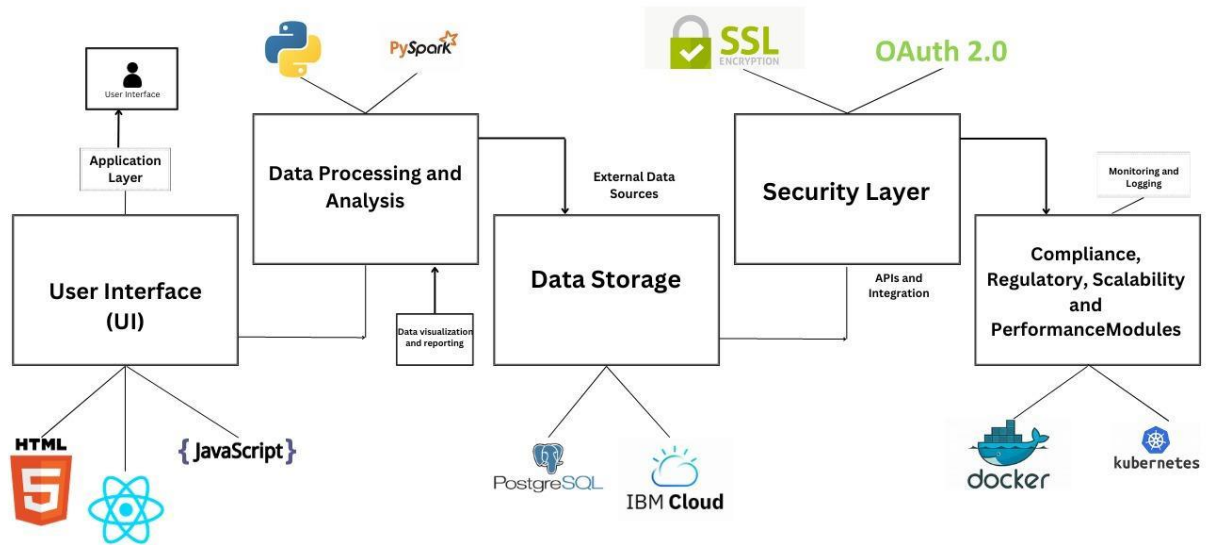 PySpark
SSL
ENCRYPTION
OAuth 2.0
User Interface
Application
Layer
Data Processing and
Analysis
External Data
Sources
Security Layer
Monitoring and
Logging
User Interface
(UI)
Data visualization
and reporting
Data Storage
APIs and
Integration
Compliance,
Regulatory, Scalability
and
PerformanceModules
HTML
5
{JavaScript}
PostgreSQL
IBM Cloud
docker
kubernetes